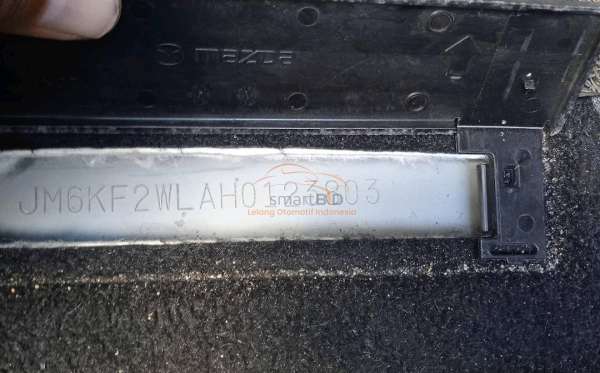 mazda
JM6KF2WLAH0123803
smartBID
Lelang Otomotif Indonesia